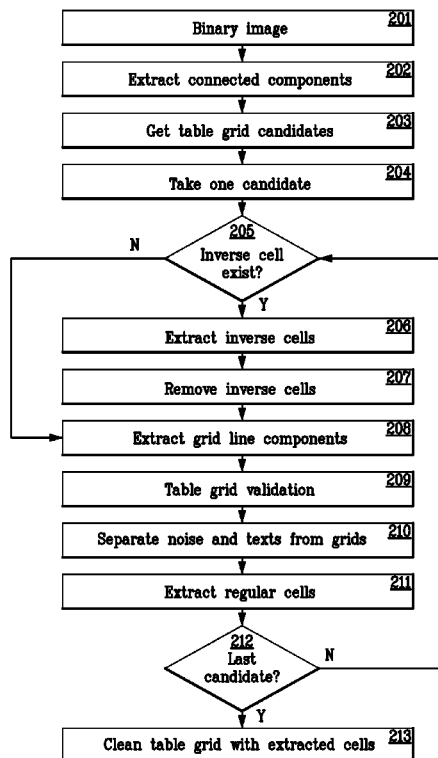 201
Binary image
202
Extract connected components
203
Get table grid candidates
204
Take one candidate
205
N
Inverse cell
exist?
Y
206
Extract inverse cells
207
Remove inverse cells
208
Extract grid line components
209
Table grid validation
210
Separate noise and texts from grids
211
Extract regular cells
212
Last
N
candidate?
Y
213
Clean table grid with extracted cells